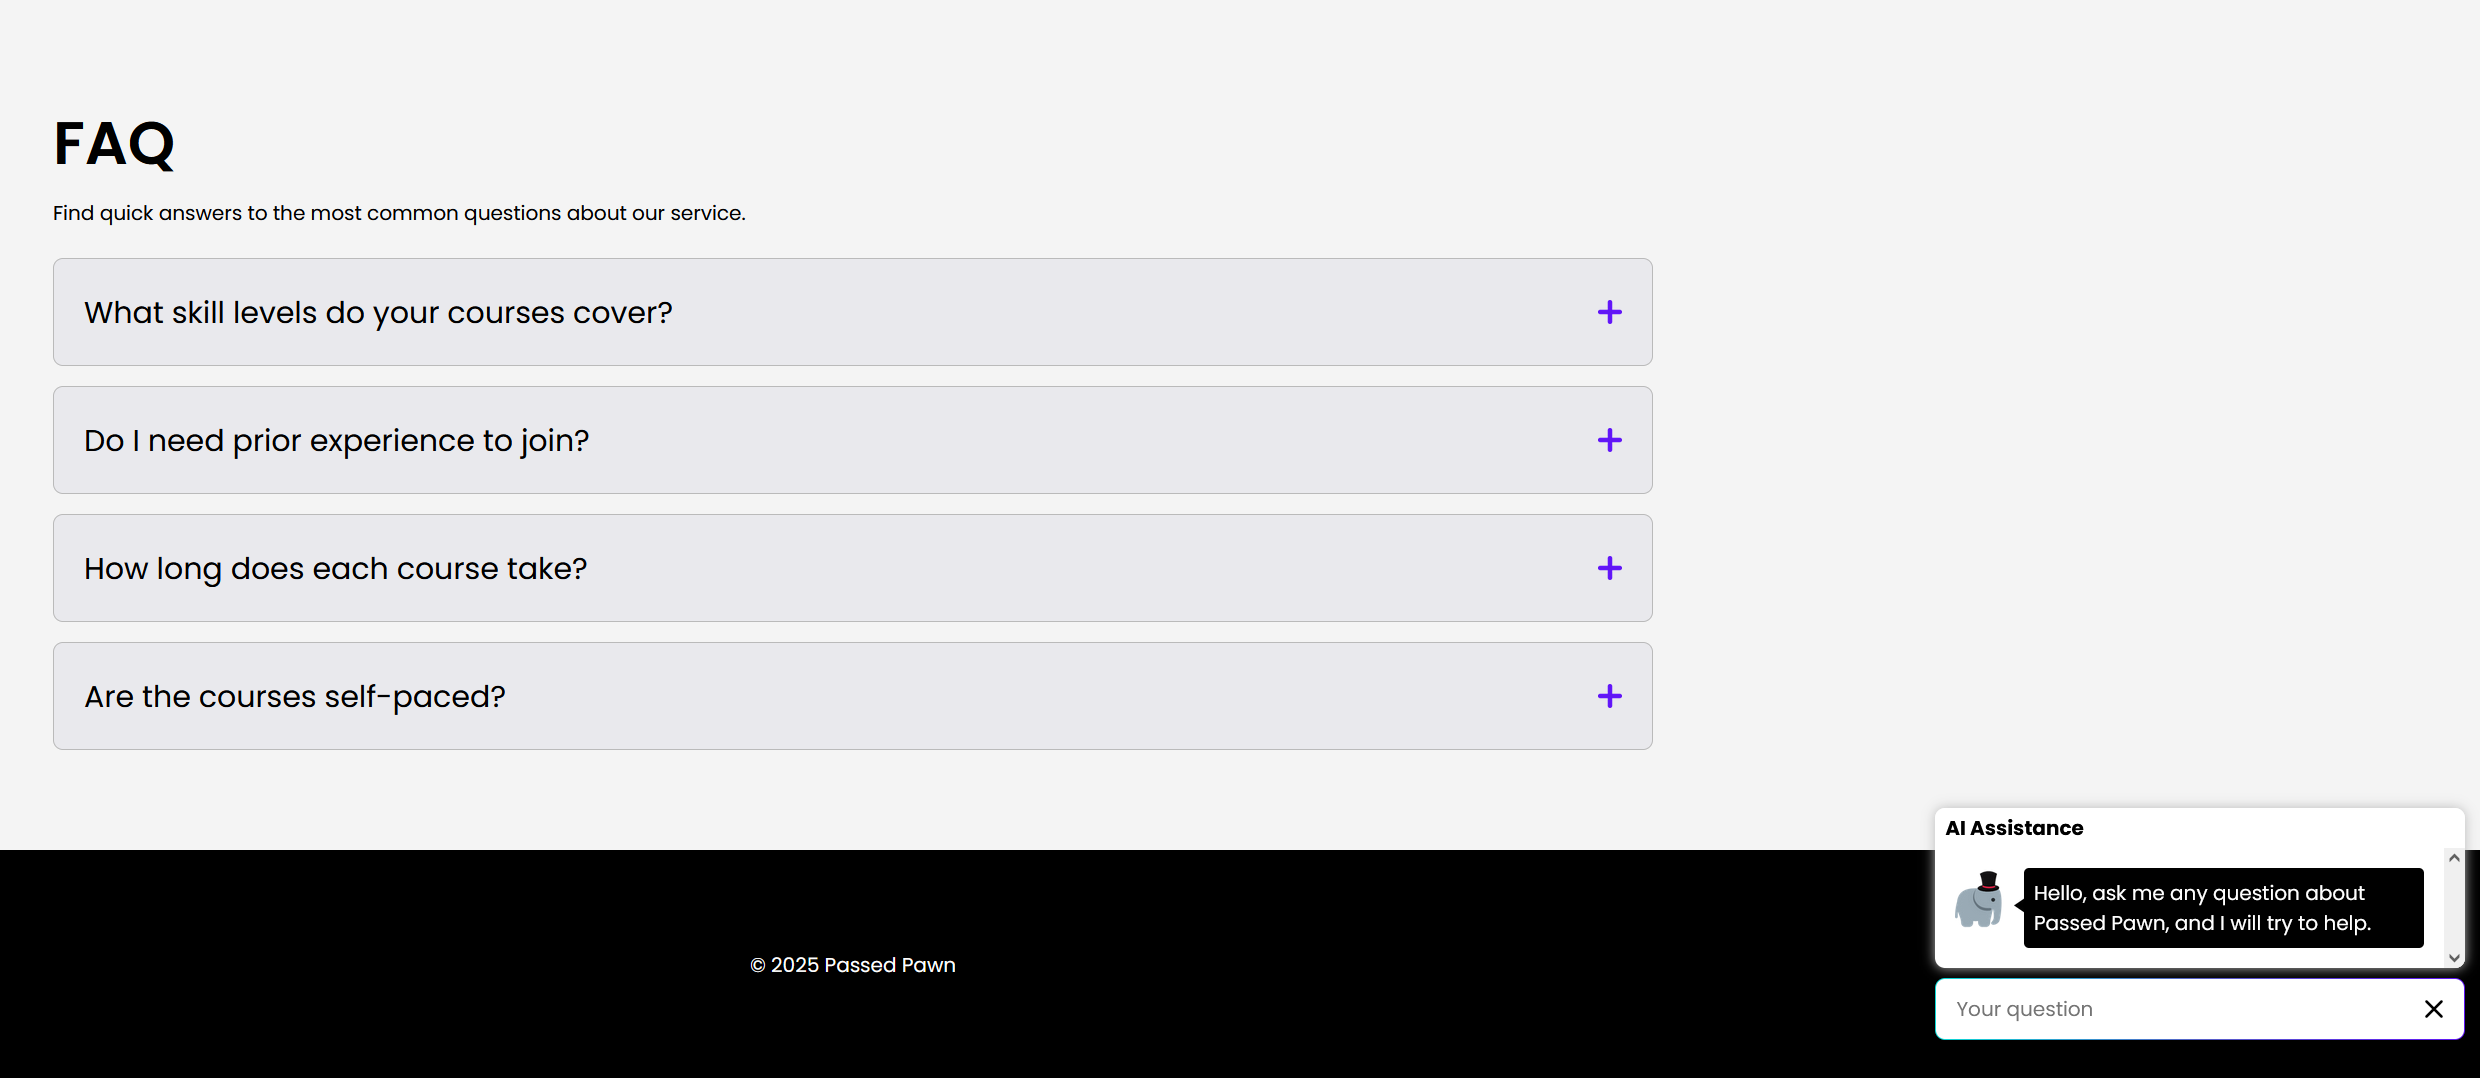 FAQ
Find quick answers to the most common questions about our service.
What skill levels do your courses cover?
Do I need prior experience to join?
How long does each course take?
Are the courses self-paced?
AI Assistance
Hello, ask me any question about
Passed Pawn, and I will try to help.
© 2025 Passed Pawn
Your question